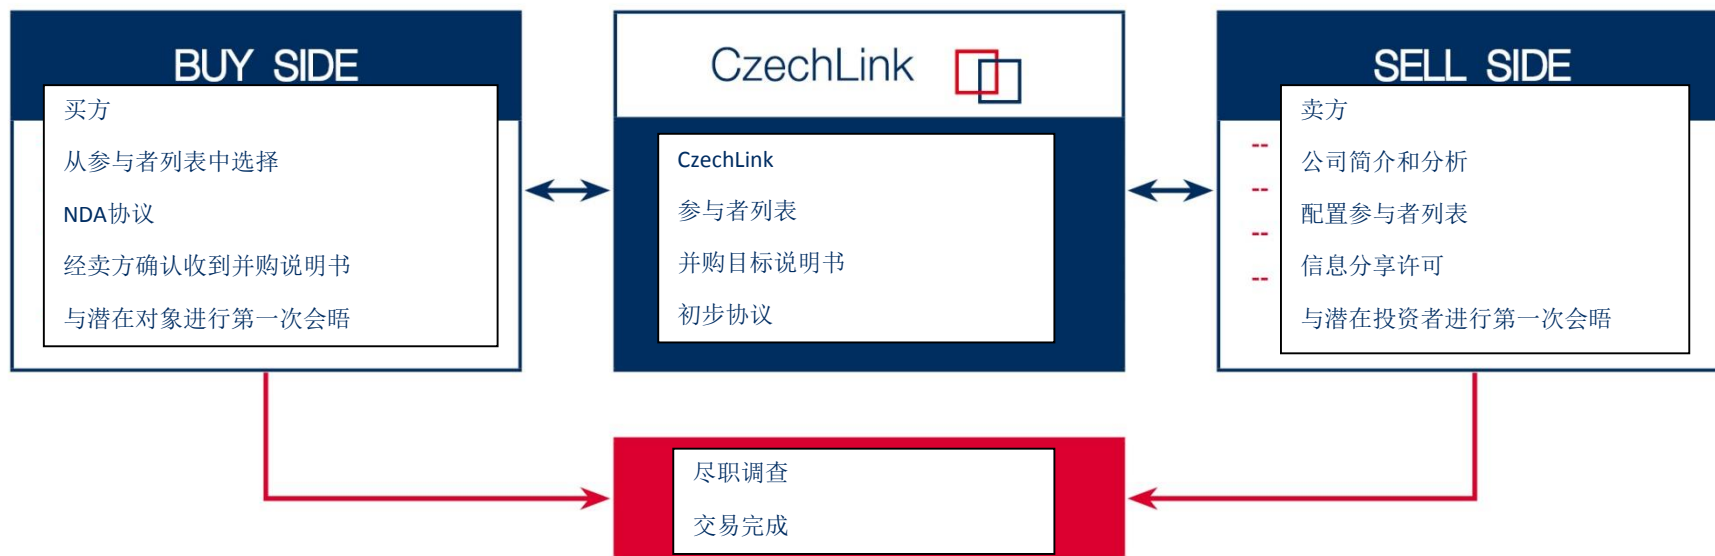 BUY SIDE
买方
从参与者列表中选择
NDA协议
经卖方确认收到并购说明书
与潜在对象进行第一次会晤
CzechLink
CzechLink
参与者列表
并购目标说明书
初步协议
SELL SIDE
卖方
公司简介和分析
配置参与者列表
信息分享许可
与潜在投资者进行第一次会晤
尽职调查
交易完成